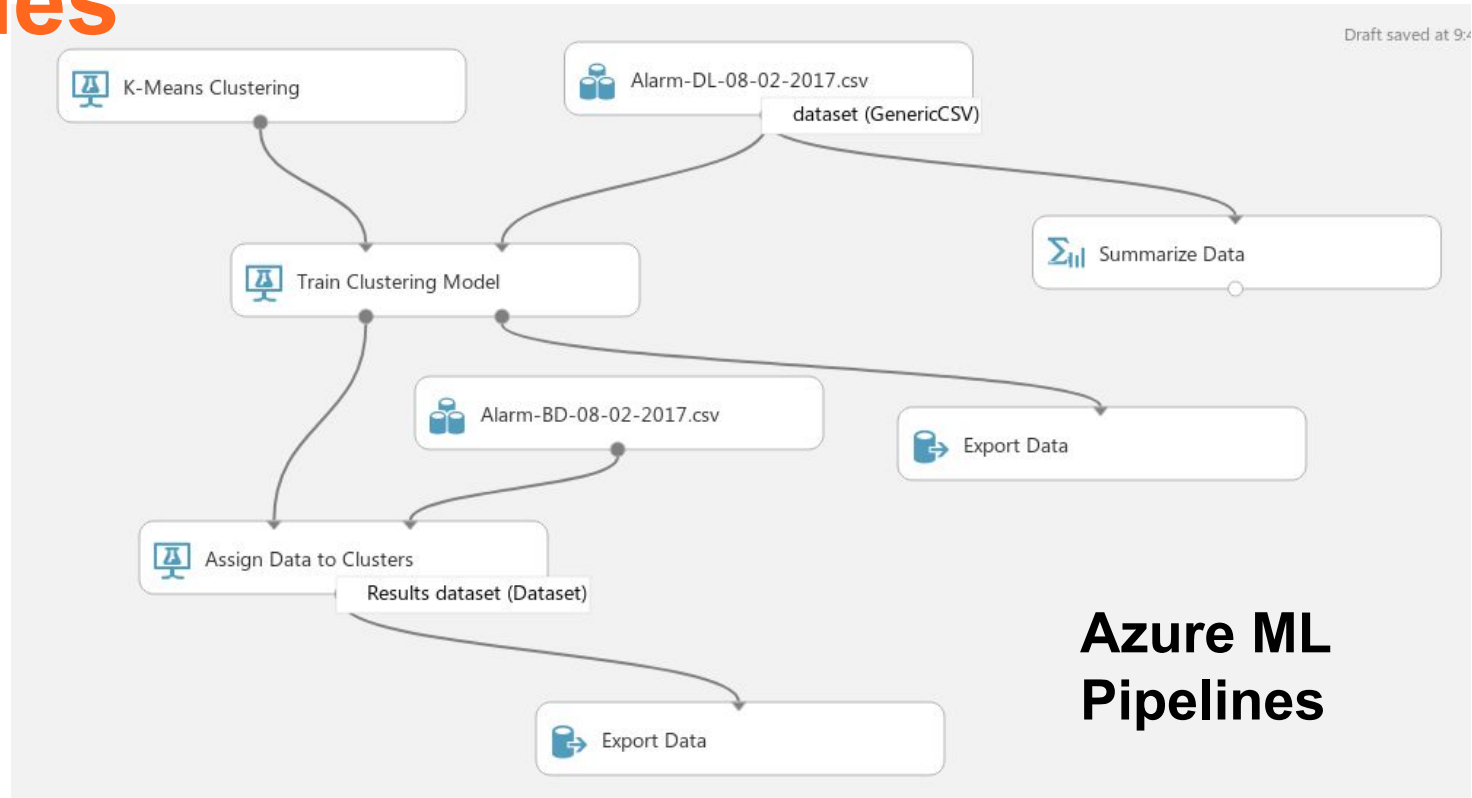 Draft saved at 9:4
K-Means Clustering
Alarm-DL-08-02-2017.csv
dataset (GenericCSV)
Summarize Data
Train Clustering Model
Alarm-BD-08-02-2017.csv
Export Data
Assign Data to Clusters
Results dataset (Dataset)
Azure ML
Pipelines
Export Data